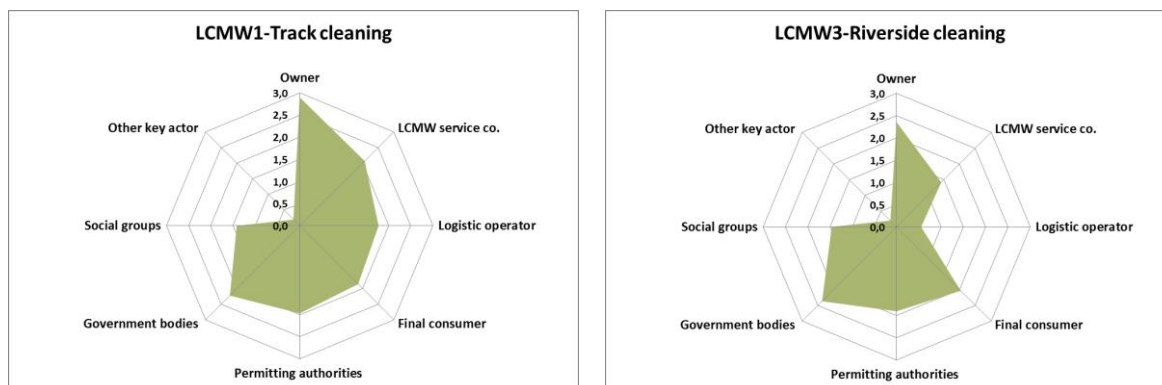 LCMW1-Track cleaning
Owner
3,0
2,5
2,0
1,5
1,0
0,5
0,0
LCMW service co.
Logistic operator
Final consumer
Permitting authorities
Government bodies
Social groups
Other key actor
LCMW3-Riverside cleaning
Owner
3,0
2,5
2,0
1,5
1,0
0,5
0,0
LCMW service co.
Logistic operator
Final consumer
Permitting authorities
Government bodies
Social groups
Other key actor